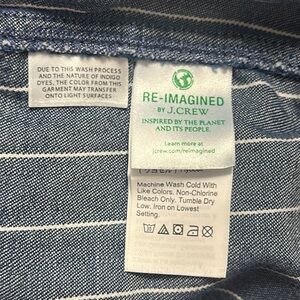 DUE TO THIS WASH PROCESS
AND THE NATURE OF INDIGO
DYES, THE COLOR FROM THIS
GARMENT MAY TRANSFER
ONTO LIGHT SURFACES
RE-IMAGINED
BY J.CREW
INSPIRED BY THE PLANET
AND ITS PEOPLE.
Learn more at
jcrew.com/reimagined
Machine Wash Cold With
Like Colors. Non-Chlorine
Bleach Only. Tumble Dry
Low. Iron on Lowest
Setting.